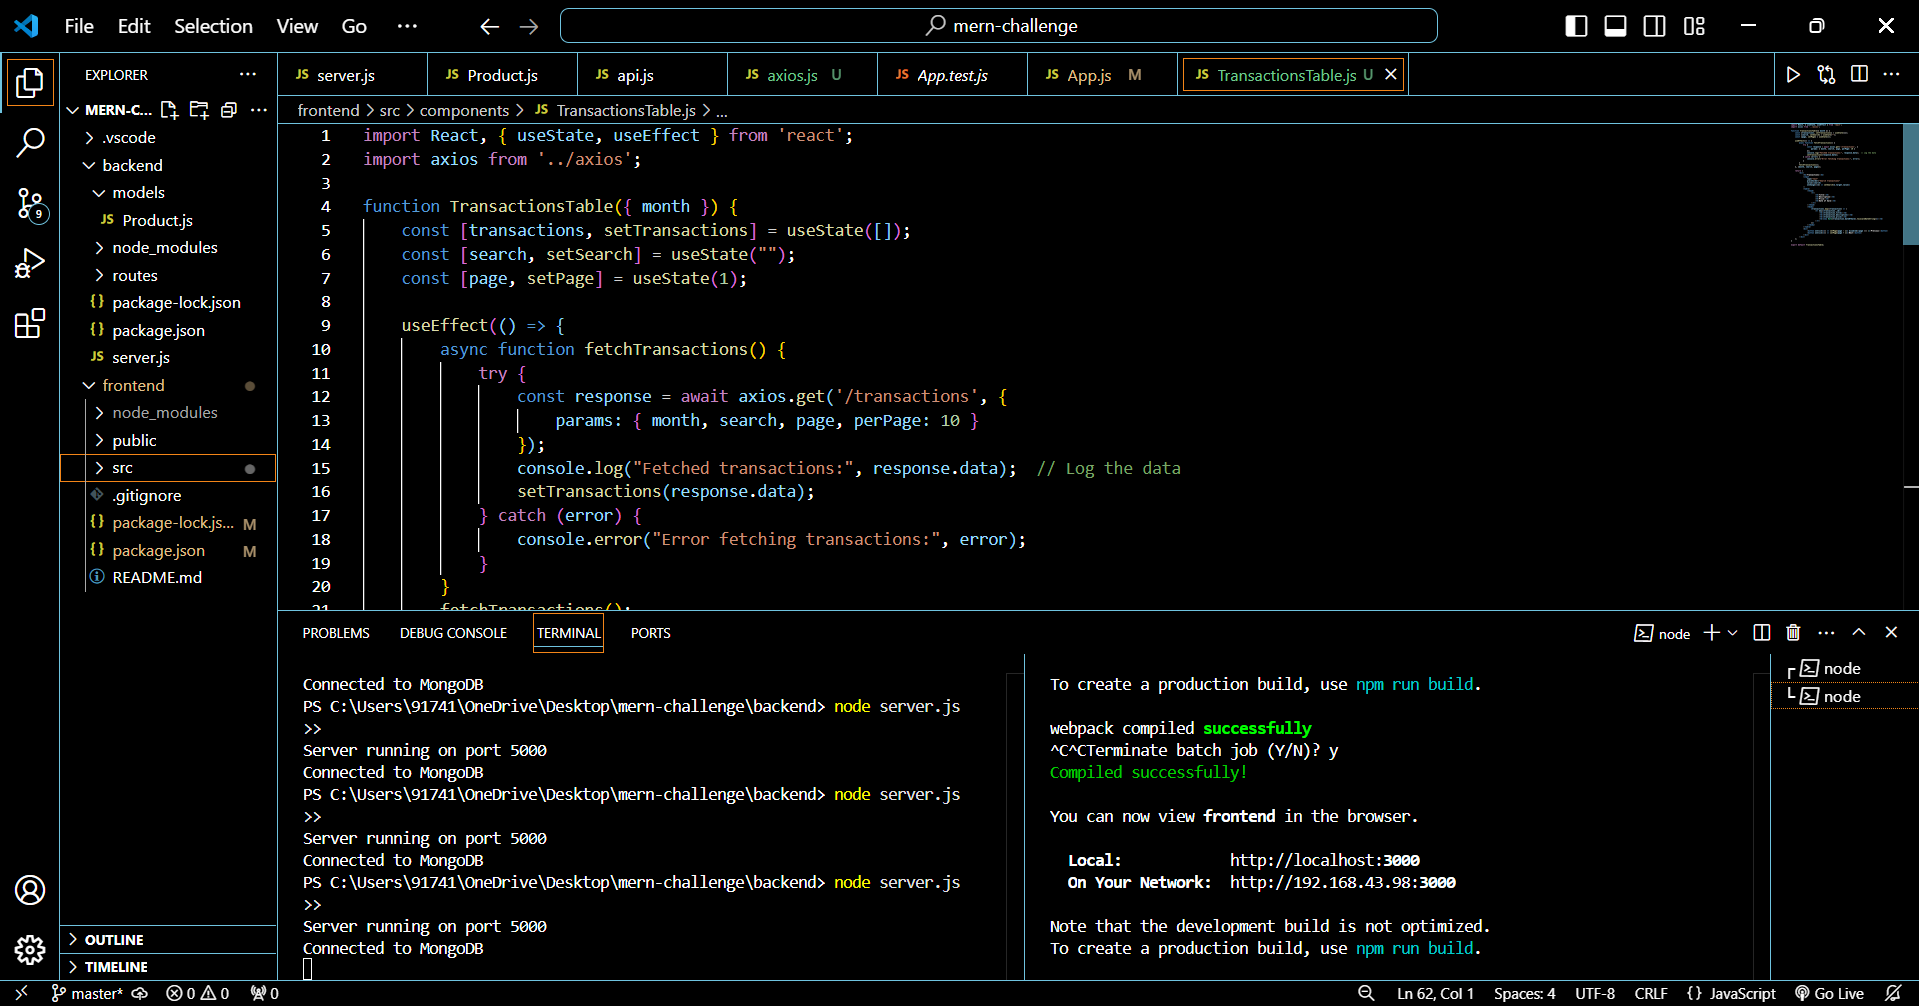 File Edit Selection View Go ··· mern-challenge
EXPLORER ···
MERN-C... ···
.vscode
backend
models
JS Product.js
node_modules
routes
{} package-lock.json
{} package.json
JS server.js
frontend
node_modules
public
src
.gitignore
{} package-lock.js... M
{} package.json M
README.md
OUTLINE
TIMELINE
9
JS server.js JS Product.js JS api.js JS axios.js U JS App.test.js JS App.js M JS TransactionsTable.js U
frontend > src > components > JS TransactionsTable.js > ...
1 import React, { useState, useEffect } from 'react';
2 import axios from '../axios';
3
4 function TransactionsTable({ month }) {
5 const [transactions, setTransactions] = useState([]);
6 const [search, setSearch] = useState("");
7 const [page, setPage] = useState(1);
8
9 useEffect(() => {
10 async function fetchTransactions() {
11 try {
12 const response = await axios.get('/transactions', {
13 params: { month, search, page, perPage: 10 }
14 });
15 console.log("Fetched transactions:", response.data); // Log the data
16 setTransactions(response.data);
17 } catch (error) {
18 console.error("Error fetching transactions:", error);
19 }
20 }
21 fetchTransactions();
PROBLEMS DEBUG CONSOLE TERMINAL PORTS node
Connected to MongoDB
PS C:\Users\91741\OneDrive\Desktop\mern-challenge\backend> node server.js
>>
Server running on port 5000
Connected to MongoDB
PS C:\Users\91741\OneDrive\Desktop\mern-challenge\backend> node server.js
>>
Server running on port 5000
Connected to MongoDB
PS C:\Users\91741\OneDrive\Desktop\mern-challenge\backend> node server.js
>>
Server running on port 5000
Connected to MongoDB
To create a production build, use npm run build.
webpack compiled successfully
^C^CTerminate batch job (Y/N)? y
Compiled successfully!
You can now view frontend in the browser.
Local: http://localhost:3000
On Your Network: http://192.168.43.98:3000
Note that the development build is not optimized.
To create a production build, use npm run build.
node
node
master* 0 0 0 Ln 62, Col 1 Spaces: 4 UTF-8 CRLF {} JavaScript Go Live